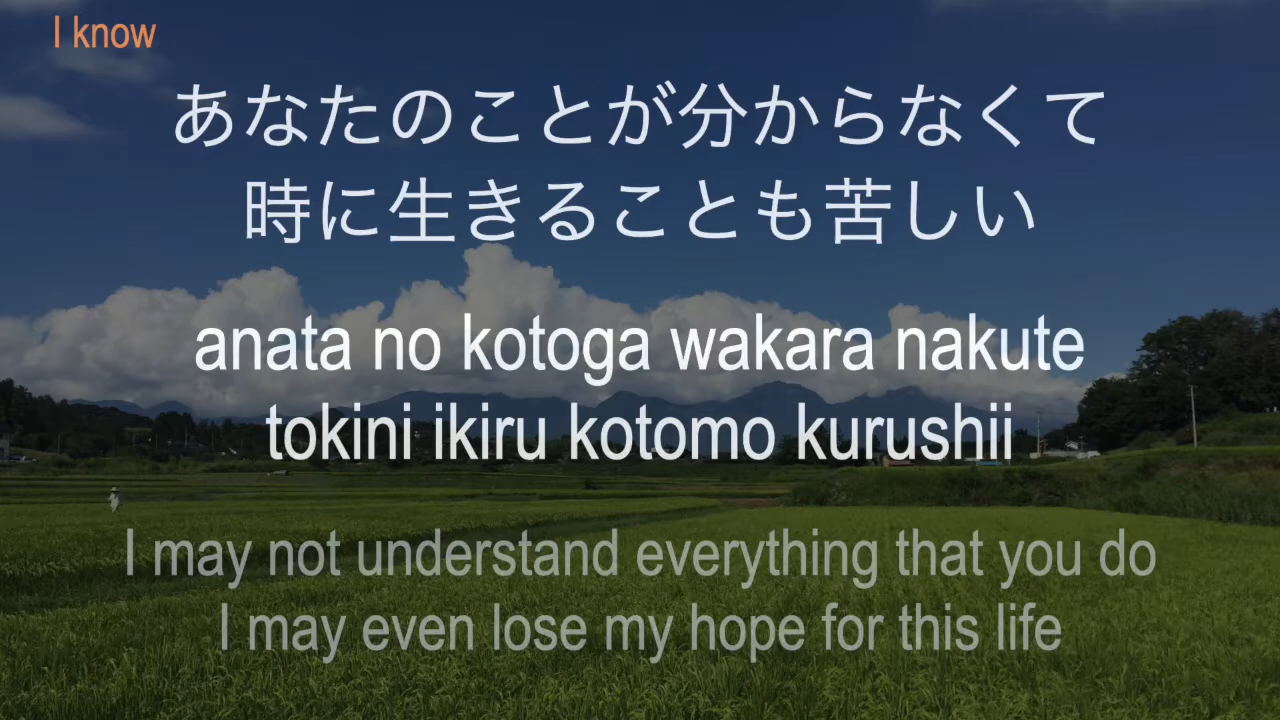 I know
あなたのことが分からなくて
時に生きることも苦しい
anata no kotoga wakara nakute
tokini ikiru kotomo kurushii
I may not understand everything that you do
I may even lose my hope for this life